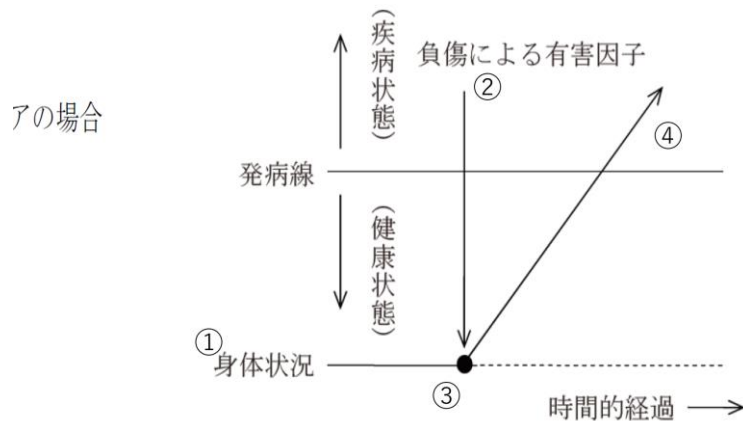 アの場合
(疾病状態)
負傷による有害因子
②
④
発病線
(健康状態)
①
身体状況
③
時間的経過